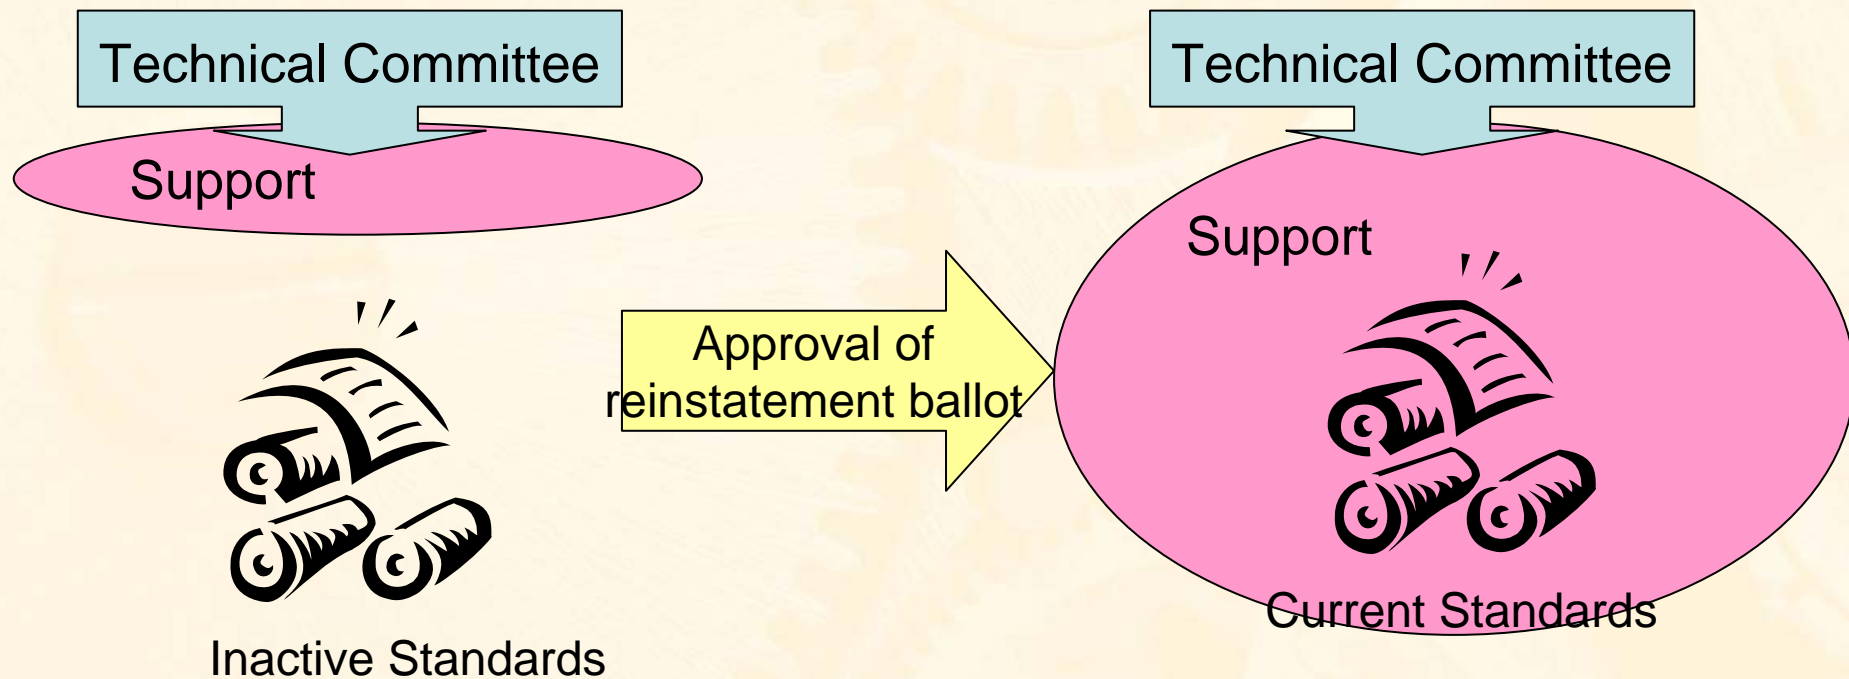 Technical Committee
Support
Inactive Standards
Approval of
reinstatement ballot
Technical Committee
Support
Current Standards